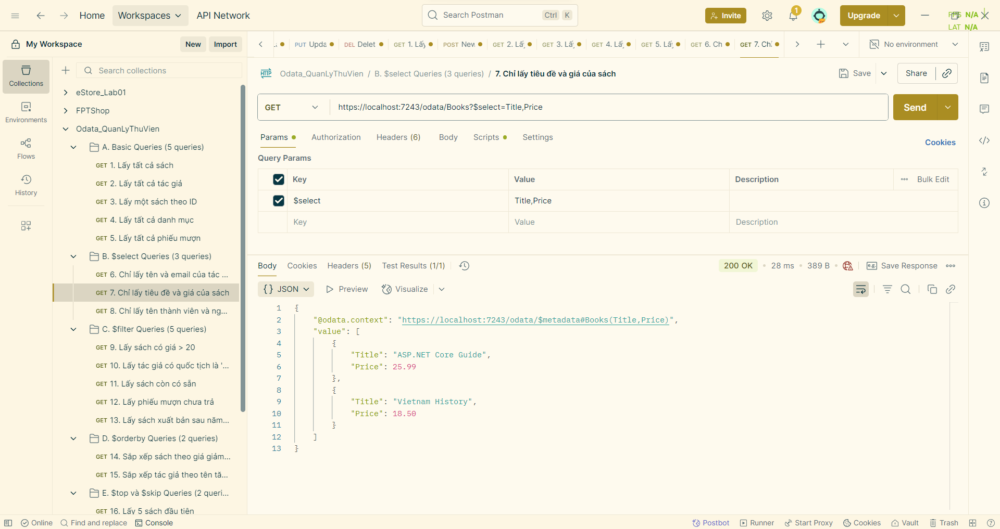 Home
Workspaces
API Network
Search Postman
Ctrl K
Invite
1
Upgrade
FPS N/A
LAT N/A
My Workspace
New
Import
PUT Upda
DEL Delet
GET 1. Lấy
POST New
GET 2. Lấy
GET 3. Lấy
GET 4. Lấy
GET 5. Lấy
GET 6. Ch
GET 7. Chỉ
No environment
Collections
Environments
Flows
History
Search collections
eStore_Lab01
FPTShop
Odata_QuanLyThuVien
A. Basic Queries (5 queries)
GET 1. Lấy tất cả sách
GET 2. Lấy tất cả tác giả
GET 3. Lấy một sách theo ID
GET 4. Lấy tất cả danh mục
GET 5. Lấy tất cả phiếu mượn
B. $select Queries (3 queries)
GET 6. Chỉ lấy tên và email của tác ...
GET 7. Chỉ lấy tiêu đề và giá của sách
GET 8. Chỉ lấy tên thành viên và ng...
C. $filter Queries (5 queries)
GET 9. Lấy sách có giá > 20
GET 10. Lấy tác giả có quốc tịch là '...
GET 11. Lấy sách còn có sẵn
GET 12. Lấy phiếu mượn chưa trả
GET 13. Lấy sách xuất bản sau năm...
D. $orderby Queries (2 queries)
GET 14. Sắp xếp sách theo giá giảm...
GET 15. Sắp xếp tác giả theo tên tă...
E. $top và $skip Queries (2 queri...
GET 16. Lấy 5 sách đầu tiên
HTTP Odata_QuanLyThuVien / B. $select Queries (3 queries) / 7. Chỉ lấy tiêu đề và giá của sách
Save
Share
GET https://localhost:7243/odata/Books?$select=Title,Price
Send
Params
Authorization
Headers (6)
Body
Scripts
Settings
Cookies
Query Params
Key Value Description ••• Bulk Edit
$select Title,Price
Key Value Description
Body
Cookies
Headers (5)
Test Results (1/1)
200 OK • 28 ms • 389 B •
e.g. Save Response •••
{} JSON
Preview
Visualize
1 {
2 "@odata.context": "https://localhost:7243/odata/$metadata#Books(Title,Price)",
3 "value": [
4 {
5 "Title": "ASP.NET Core Guide",
6 "Price": 25.99
7 },
8 {
9 "Title": "Vietnam History",
10 "Price": 18.50
11 }
12 ]
13 }
Online
Find and replace
Console
Postbot
Runner
Start Proxy
Cookies
Vault
Trash